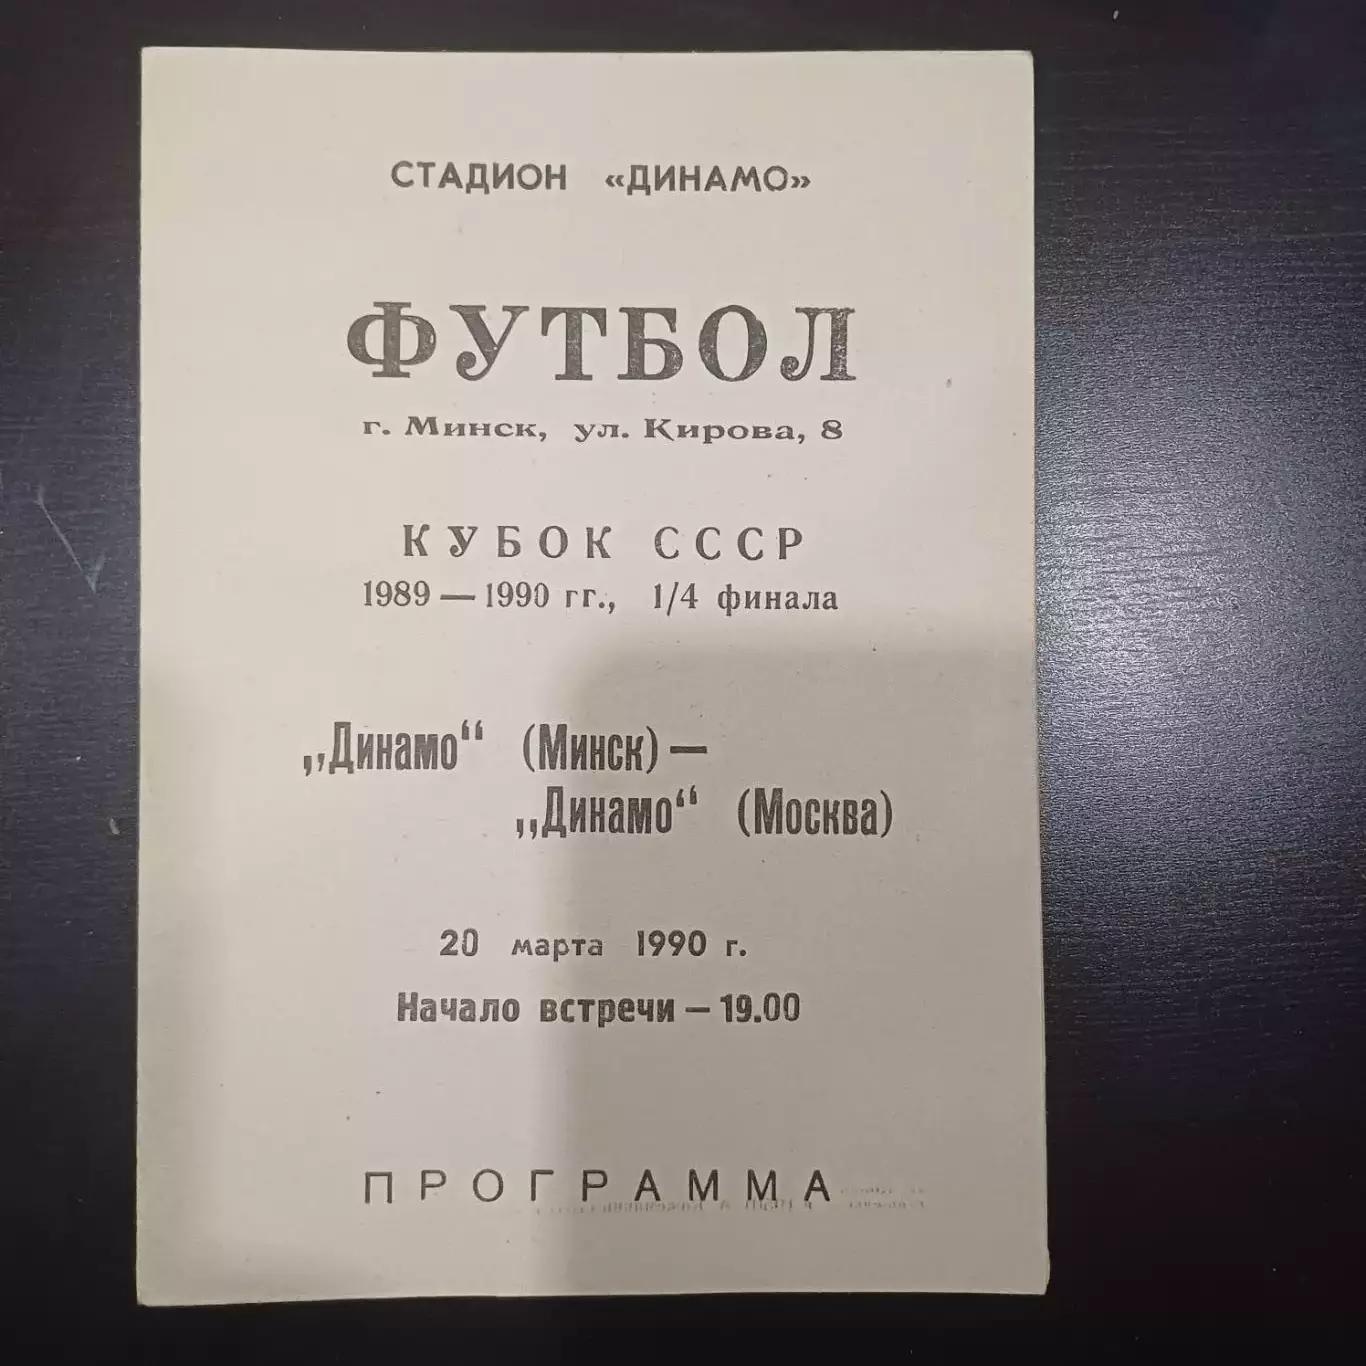 СТАДИОН «ДИНАМО»
ФУТБОЛ
г. Минск, ул. Кирова, 8
КУБОК СССР
1989 — 1990 гг., 1/4 финала
„Динамо“ (Минск) —
„Динамо“ (Москва)
20 марта 1990 г.
Начало встречи – 19.00
ПРОГРАММА